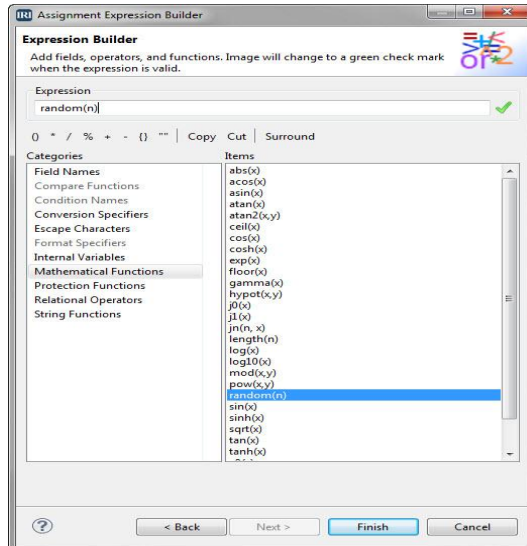 IRI Assignment Expression Builder
Expression Builder
Add fields, operators, and functions. Image will change to a green check mark
when the expression is valid.
Expression
random(n)
() * / % + - {} "" | Copy Cut | Surround
Categories
Field Names
Compare Functions
Condition Names
Conversion Specifiers
Escape Characters
Format Specifiers
Internal Variables
Mathematical Functions
Protection Functions
Relational Operators
String Functions
Items
abs(x)
acos(x)
asin(x)
atan(x)
atan2(x,y)
ceil(x)
cos(x)
cosh(x)
exp(x)
floor(x)
gamma(x)
hypot(x,y)
j0(x)
j1(x)
jn(n, x)
length(n)
log(x)
log10(x)
mod(x,y)
pow(x,y)
random(n)
sin(x)
sinh(x)
sqrt(x)
tan(x)
tanh(x)
< Back
Next >
Finish
Cancel